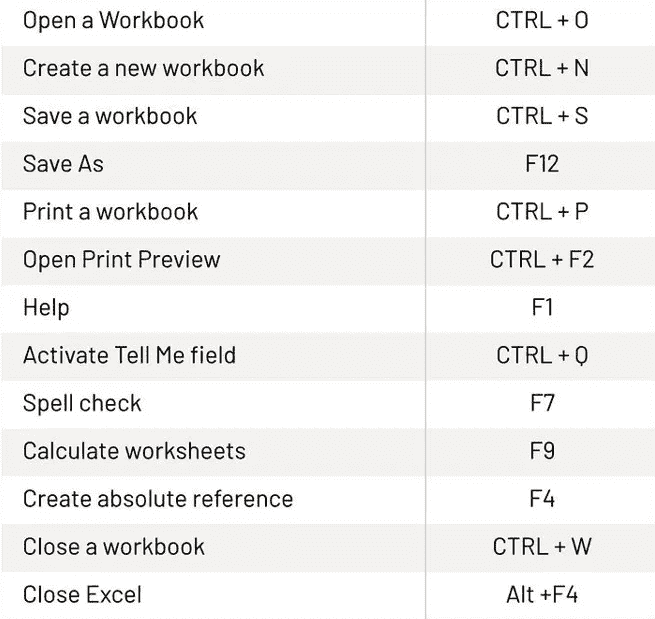 Open a Workbook CTRL + O
Create a new workbook CTRL + N
Save a workbook CTRL + S
Save As F12
Print a workbook CTRL + P
Open Print Preview CTRL + F2
Help F1
Activate Tell Me field CTRL + Q
Spell check F7
Calculate worksheets F9
Create absolute reference F4
Close a workbook CTRL + W
Close Excel Alt +F4